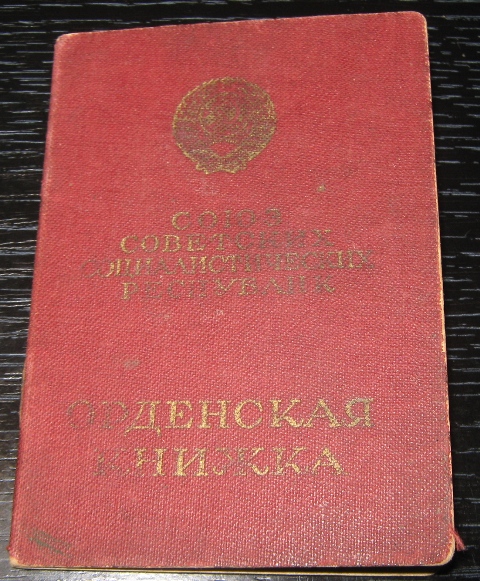 СОЮЗ
СОВЕТСКИХ
СОЦИАЛИСТИЧЕСКИХ
РЕСПУБЛИК
ОРДЕНСКАЯ
КНИЖКА